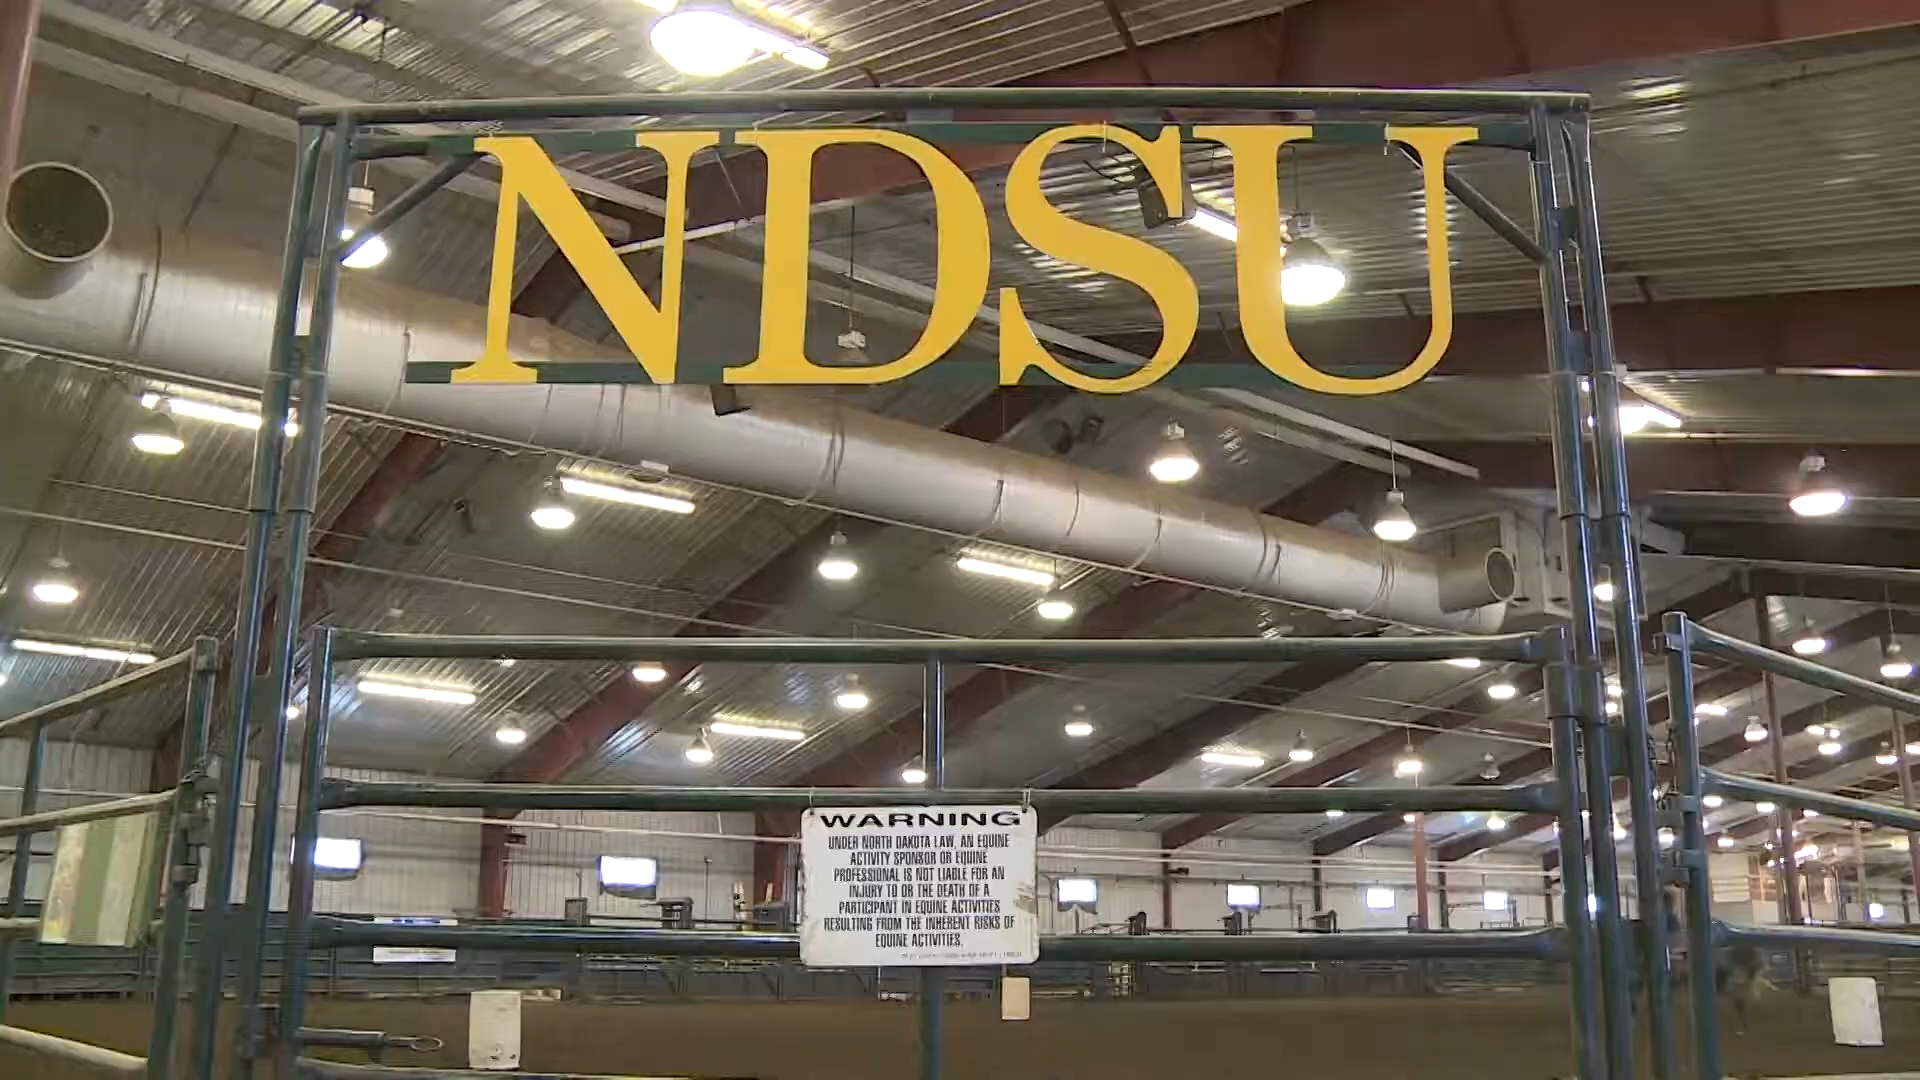 NDSU
WARNING
UNDER NORTH DAKOTA LAW, AN EQUINE
ACTIVITY SPONSOR OR EQUINE
PROFESSIONAL IS NOT LIABLE FOR AN
INJURY TO OR THE DEATH OF A
PARTICIPANT IN EQUINE ACTIVITIES
RESULTING FROM THE INHERENT RISKS OF
EQUINE ACTIVITIES.